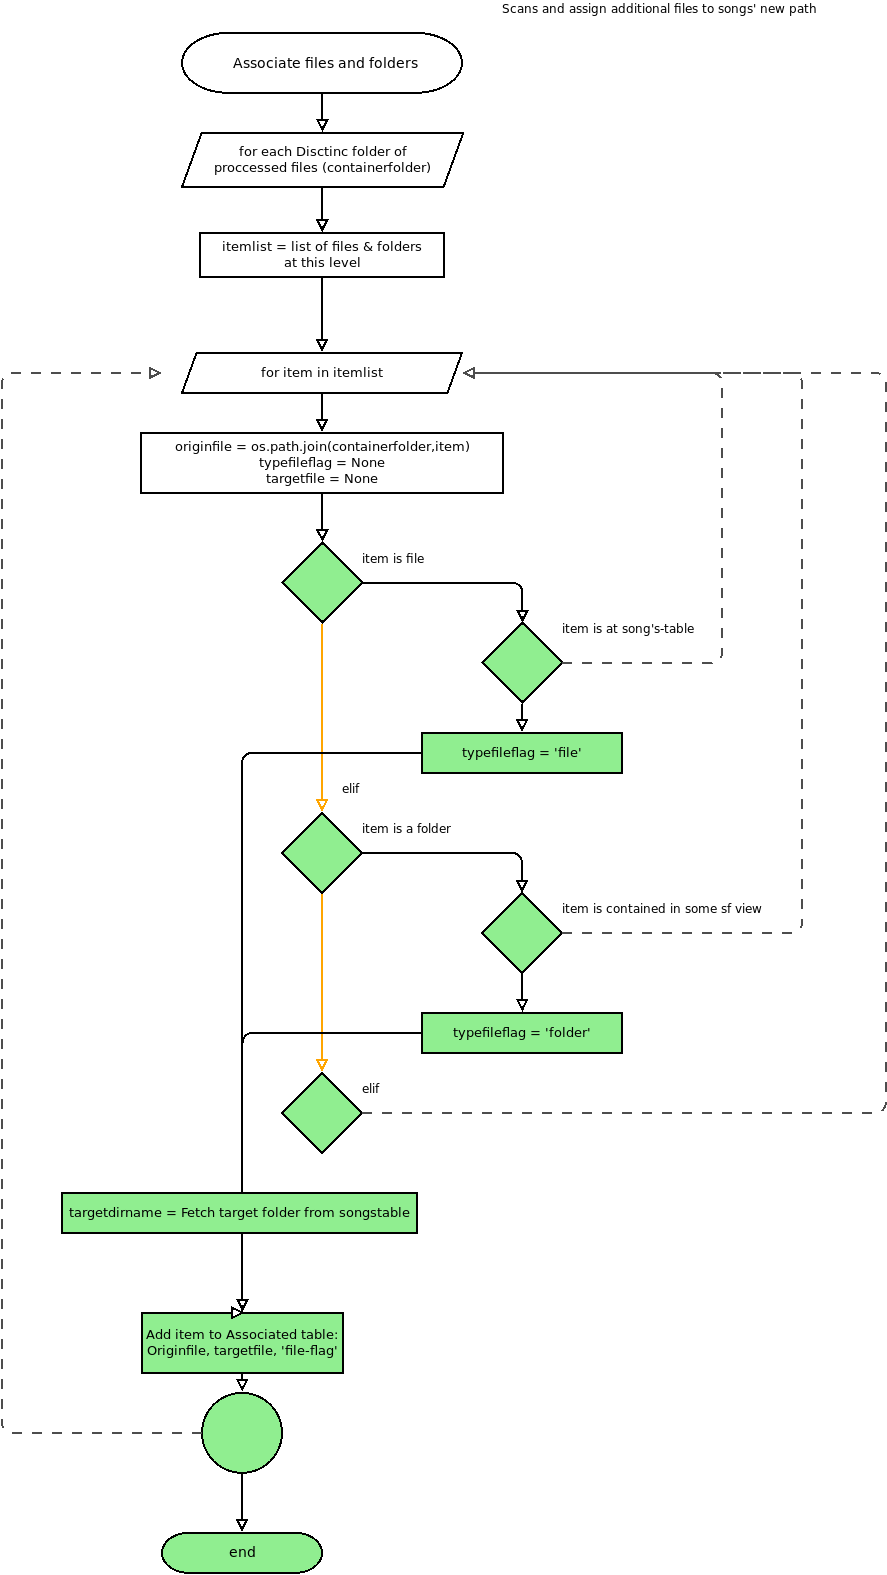 Scans and assign additional files to songs' new path
Associate files and folders
for each Disctinc folder of
proccessed files (containerfolder)
itemlist = list of files & folders
at this level
for item in itemlist
originfile = os.path.join(containerfolder,item)
typefileflag = None
targetfile = None
item is file
item is at song's-table
typefileflag = 'file'
elif
item is a folder
item is contained in some sf view
typefileflag = 'folder'
elif
targetdirname = Fetch target folder from songstable
Add item to Associated table:
Originfile, targetfile, 'file-flag'
end